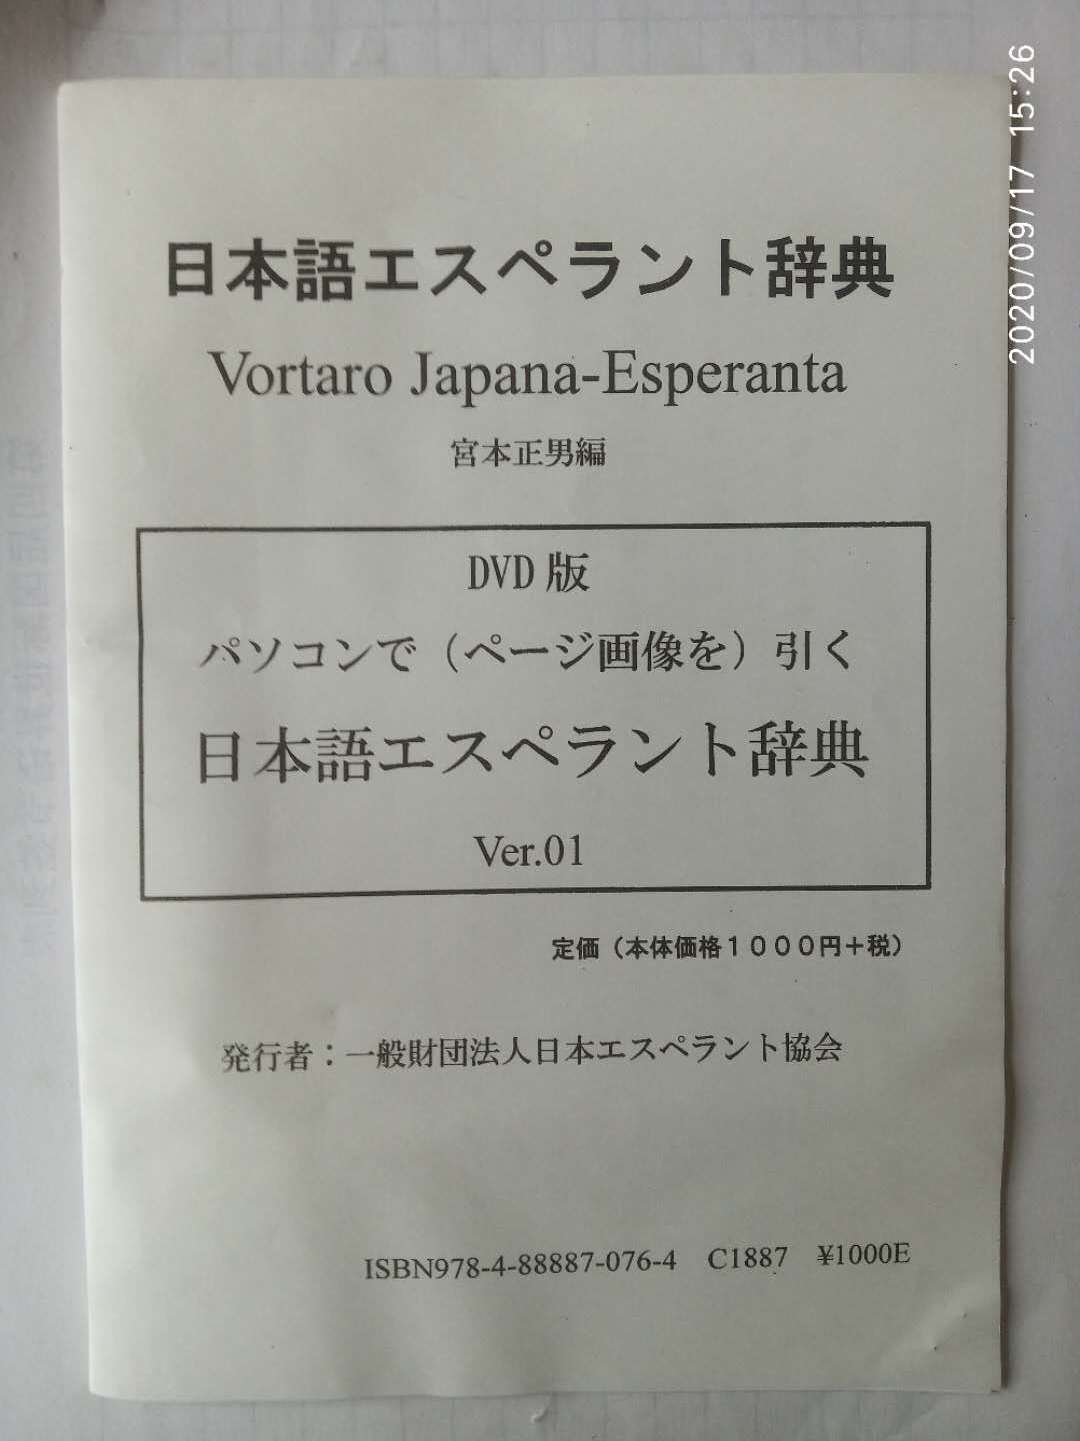 日本語エスペラント辞典
Vortaro Japana-Esperanta
宮本正男編
DVD版
パソコンで（ページ画像を）引く
日本語エスペラント辞典
Ver.01
定価（本体価格１０００円＋税）
発行者：一般財団法人日本エスペラント協会
ISBN978-4-88887-076-4 C1887 ¥1000E
2020/09/17 15:26